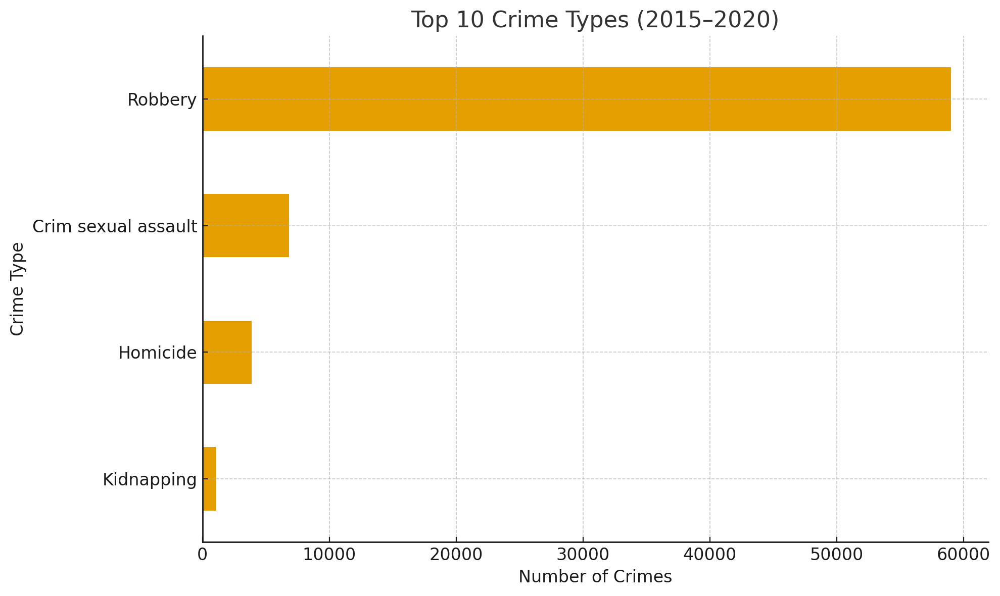 Top 10 Crime Types (2015–2020)
Crime Type
Robbery
Crim sexual assault
Homicide
Kidnapping
0 10000 20000 30000 40000 50000 60000
Number of Crimes